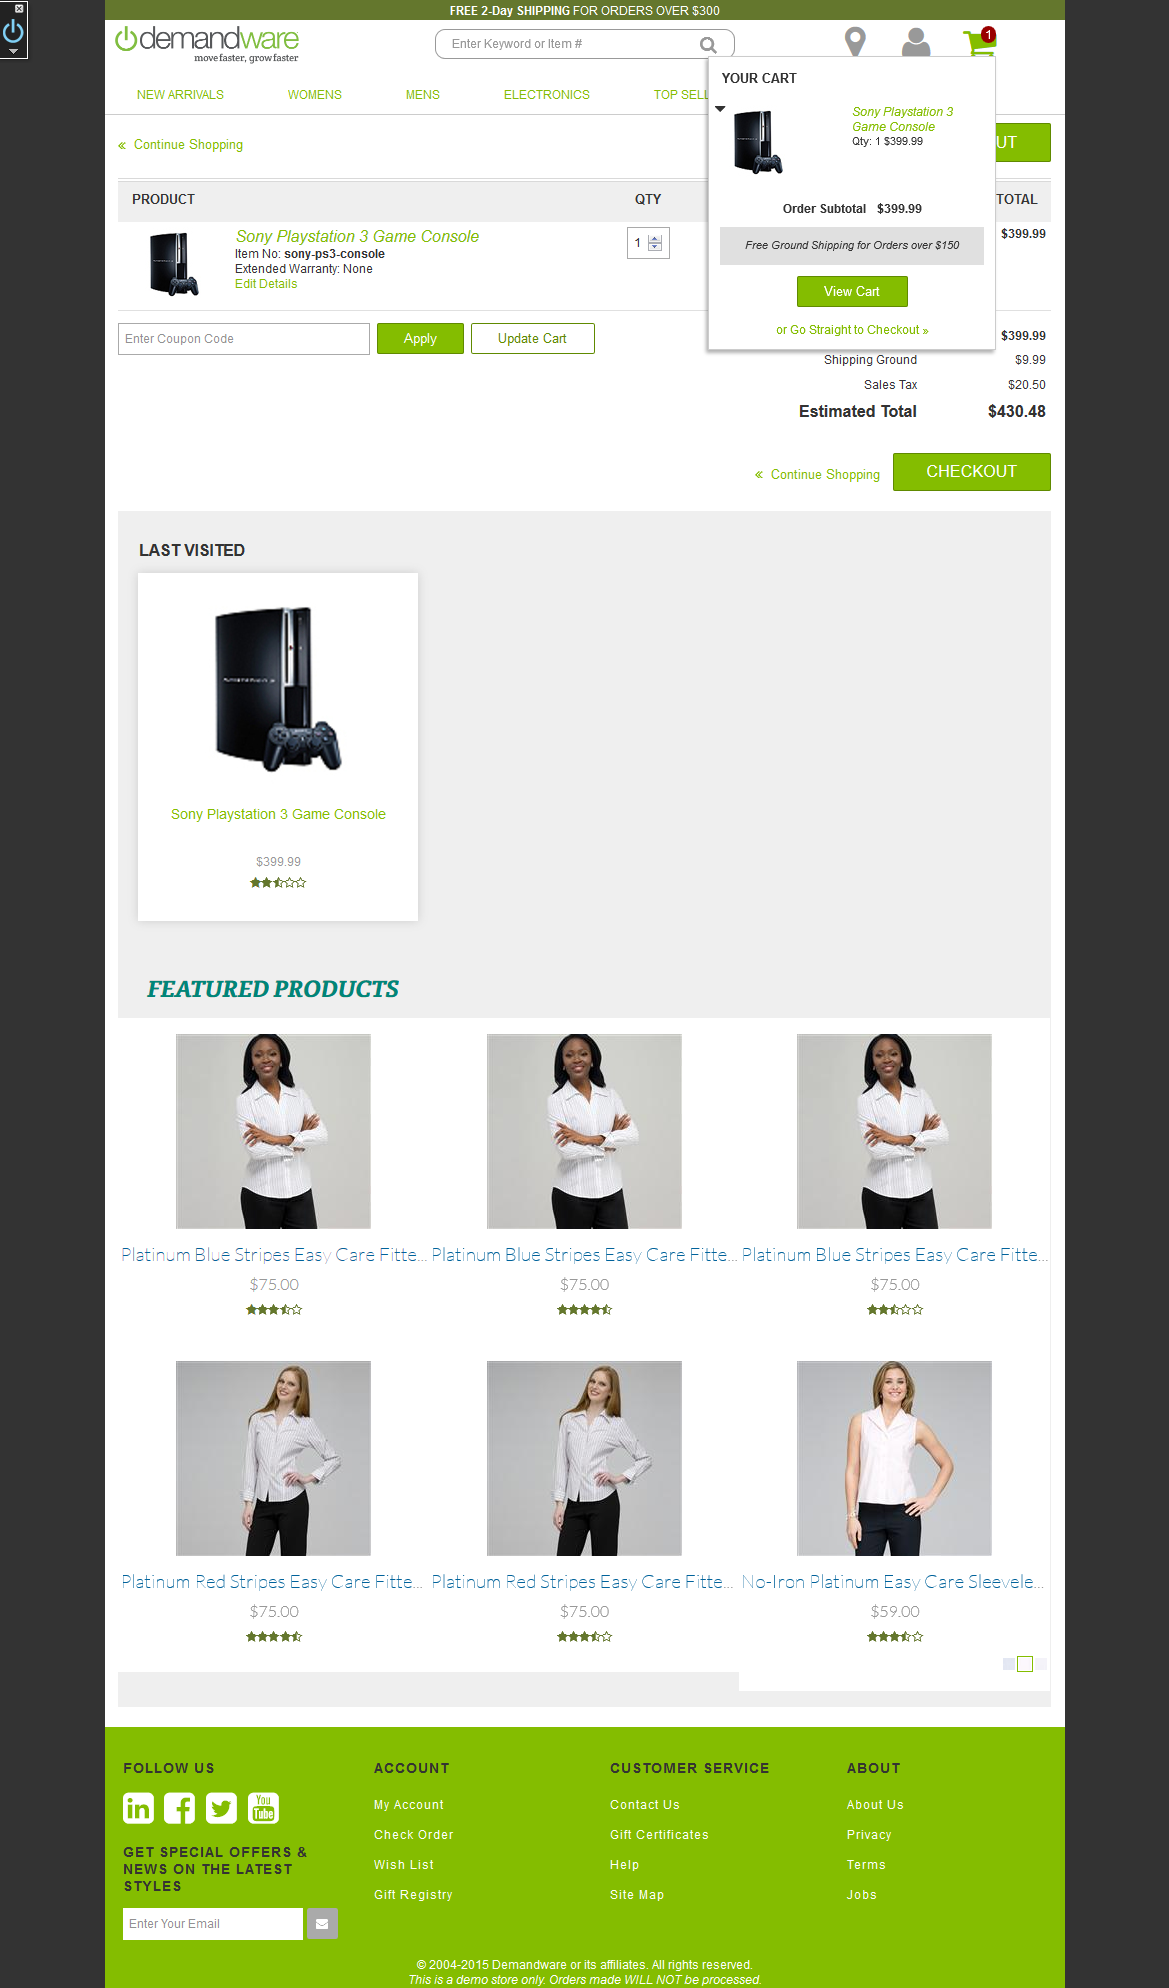 FREE 2-Day SHIPPING FOR ORDERS OVER $300
demandware
move faster, grow faster
Enter Keyword or Item #
1
NEW ARRIVALS
WOMENS
MENS
ELECTRONICS
TOP SELL
YOUR CART
Sony Playstation 3
Game Console
Qty: 1 $399.99
Order Subtotal $399.99
Free Ground Shipping for Orders over $150
View Cart
or Go Straight to Checkout »
« Continue Shopping
UT
PRODUCT
QTY
TOTAL
Sony Playstation 3 Game Console
Item No: sony-ps3-console
Extended Warranty: None
Edit Details
1
$399.99
Enter Coupon Code
Apply
Update Cart
$399.99
Shipping Ground $9.99
Sales Tax $20.50
Estimated Total $430.48
« Continue Shopping
CHECKOUT
LAST VISITED
Sony Playstation 3 Game Console
$399.99
FEATURED PRODUCTS
Platinum Blue Stripes Easy Care Fitte...
Platinum Blue Stripes Easy Care Fitte...
Platinum Blue Stripes Easy Care Fitte...
$75.00
$75.00
$75.00
Platinum Red Stripes Easy Care Fitte...
Platinum Red Stripes Easy Care Fitte...
No-Iron Platinum Easy Care Sleevele...
$75.00
$75.00
$59.00
FOLLOW US
in
You
Tube
GET SPECIAL OFFERS &
NEWS ON THE LATEST
STYLES
Enter Your Email
ACCOUNT
My Account
Check Order
Wish List
Gift Registry
CUSTOMER SERVICE
Contact Us
Gift Certificates
Help
Site Map
ABOUT
About Us
Privacy
Terms
Jobs
© 2004-2015 Demandware or its affiliates. All rights reserved.
This is a demo store only. Orders made WILL NOT be processed.